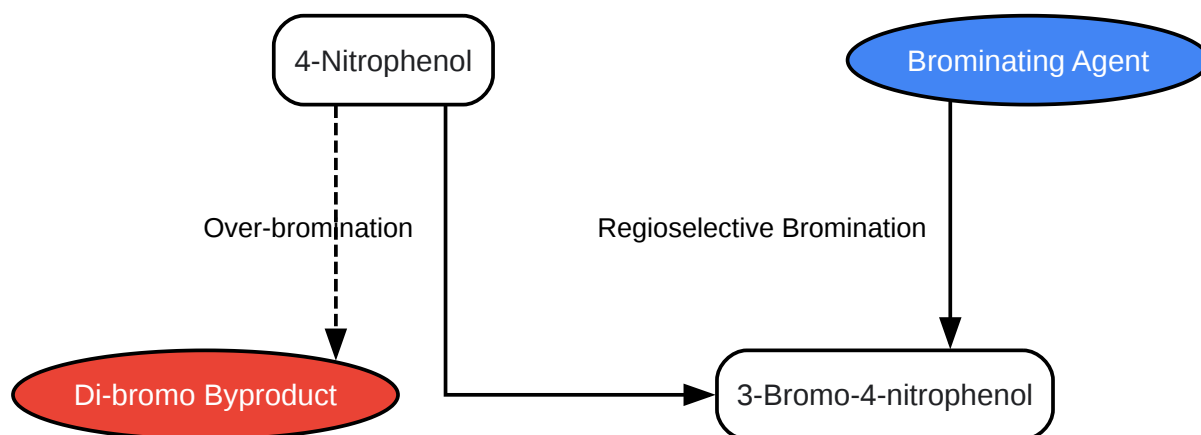 4-Nitrophenol
Brominating Agent
Over-bromination
Regioselective Bromination
Di-bromo Byproduct
3-Bromo-4-nitrophenol